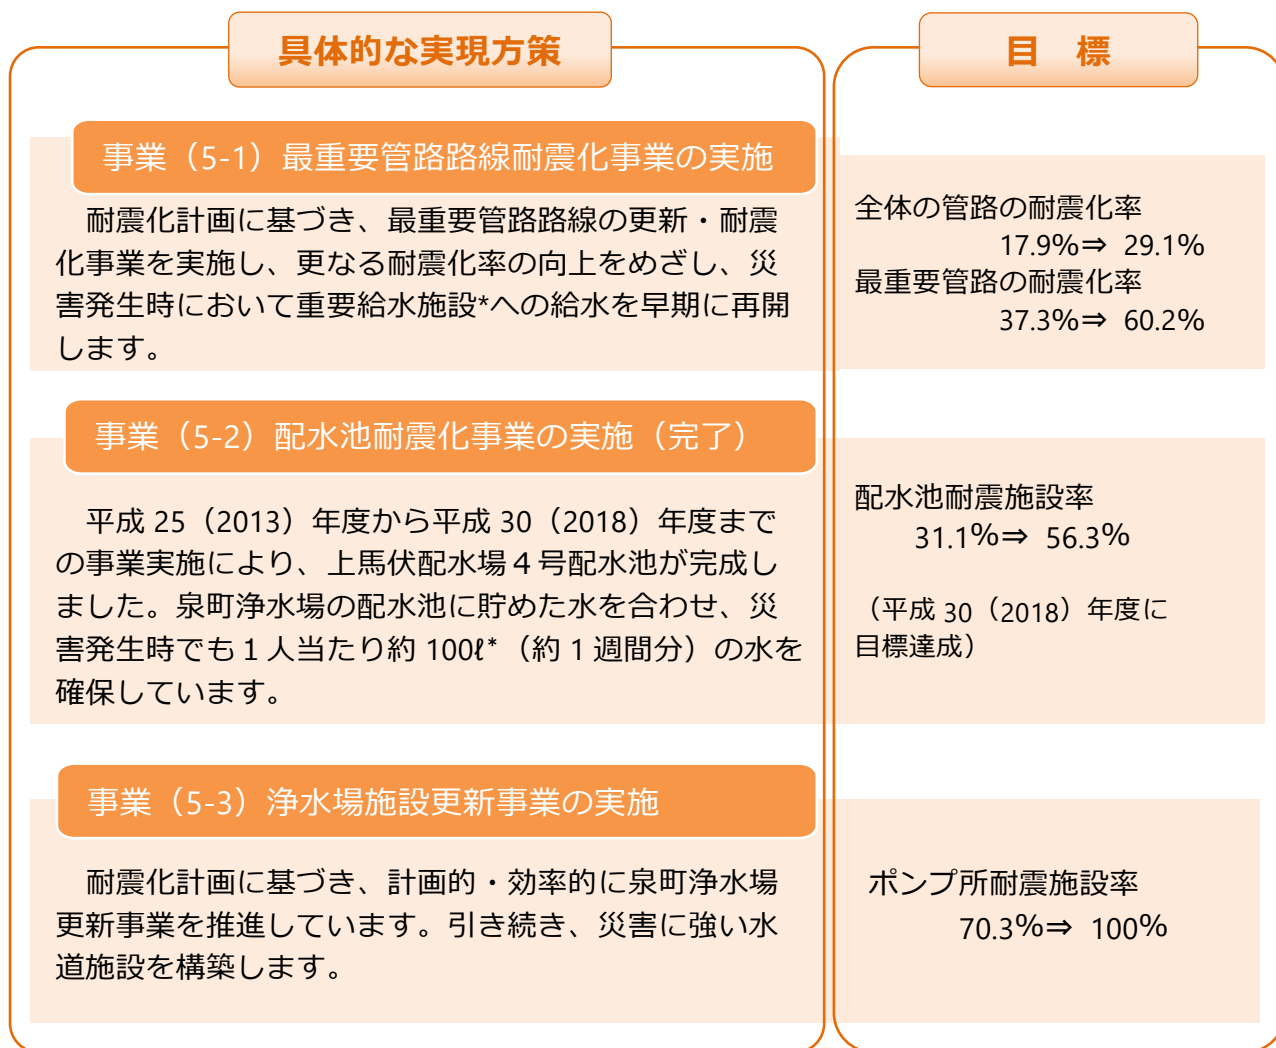 具体的な実現方策
目　標
事業（5-1）最重要管路路線耐震化事業の実施
耐震化計画に基づき、最重要管路路線の更新・耐震
化事業を実施し、更なる耐震化率の向上をめざし、災
害発生時において重要給水施設*への給水を早期に再開
します。
全体の管路の耐震化率
17.9%⇒ 29.1%
最重要管路の耐震化率
37.3%⇒ 60.2%
事業（5-2）配水池耐震化事業の実施（完了）
平成 25（2013）年度から平成 30（2018）年度まで
の事業実施により、上馬伏配水場４号配水池が完成し
ました。泉町浄水場の配水池に貯めた水を合わせ、災
害発生時でも１人当たり約 100ℓ*（約１週間分）の水を
確保しています。
配水池耐震施設率
31.1%⇒ 56.3%
（平成 30（2018）年度に
目標達成）
事業（5-3）浄水場施設更新事業の実施
耐震化計画に基づき、計画的・効率的に泉町浄水場
更新事業を推進しています。引き続き、災害に強い水
道施設を構築します。
ポンプ所耐震施設率
70.3%⇒ 100%